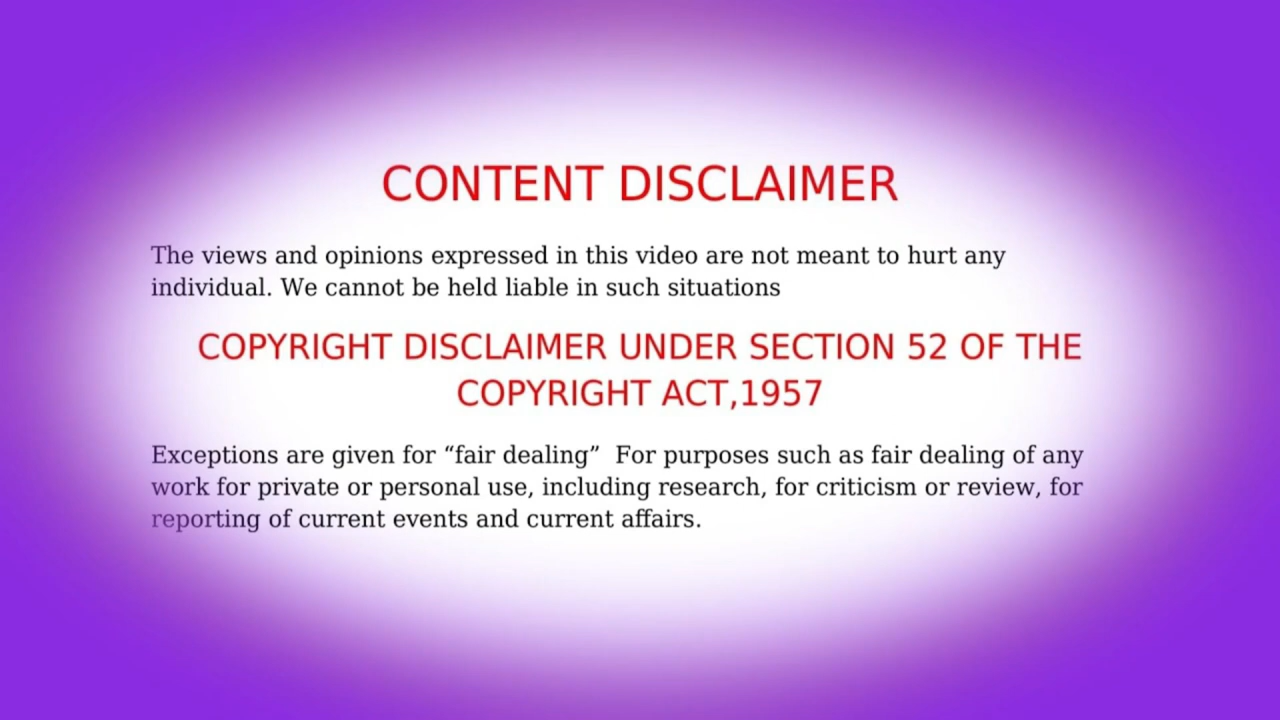 CONTENT DISCLAIMER
The views and opinions expressed in this video are not meant to hurt any
individual. We cannot be held liable in such situations
COPYRIGHT DISCLAIMER UNDER SECTION 52 OF THE
COPYRIGHT ACT,1957
Exceptions are given for “fair dealing”  For purposes such as fair dealing of any
work for private or personal use, including research, for criticism or review, for
reporting of current events and current affairs.